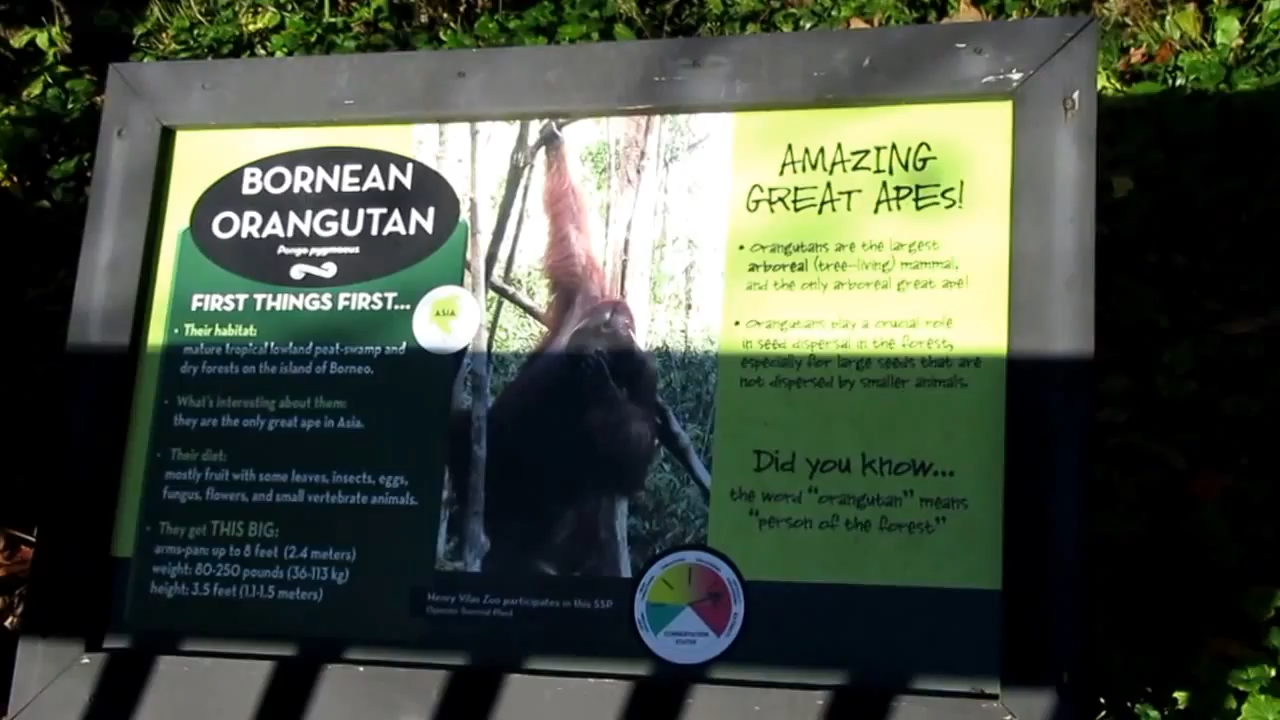 BORNEAN
ORANGUTAN
Pongo pygmaeus
FIRST THINGS FIRST...
ASIA
• Their habitat:
mature tropical lowland peat-swamp and
dry forests on the island of Borneo.
• What's interesting about them:
they are the only great ape in Asia.
• Their diet:
mostly fruit with some leaves, insects, eggs,
fungus, flowers, and small vertebrate animals.
• They get THIS BIG:
arms-pan: up to 8 feet (2.4 meters)
weight: 80-250 pounds (36-113 kg)
height: 3.5 feet (1.1-1.5 meters)
Henry Vilas Zoo participates in this SSP
CONSERVATION
STATUS
AMAZING
GREAT APES!
• Orangutans are the largest
arboreal (tree-living) mammal,
and the only arboreal great ape!
• Orangutans play a crucial role
in seed dispersal in the forest,
especially for large seeds that are
not dispersed by smaller animals.
Did you know...
the word "orangutan" means
"person of the forest"